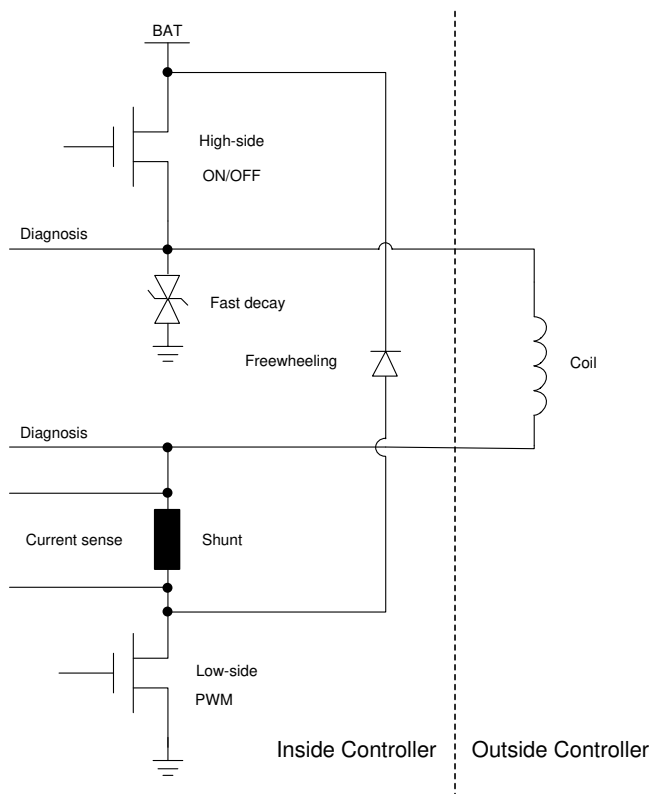 BAT
High-side
ON/OFF
Diagnosis
Fast decay
Freewheeling
Coil
Diagnosis
Current sense
Shunt
Low-side
PWM
Inside Controller
Outside Controller